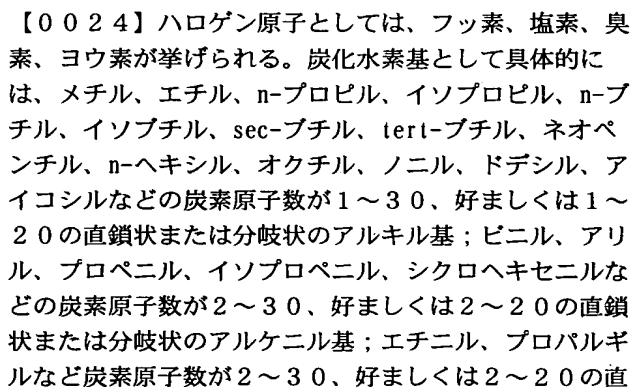 【００２４】ハロゲン原子としては、フッ素、塩素、臭
素、ヨウ素が挙げられる。炭化水素基として具体的に
は、メチル、エチル、n-プロピル、イソプロピル、n-ブ
チル、イソブチル、sec-ブチル、tert-ブチル、ネオペ
ンチル、n-ヘキシル、オクチル、ノニル、ドデシル、ア
イコシルなどの炭素原子数が１～３０、好ましくは１～
２０の直鎖状または分岐状のアルキル基；ビニル、アリ
ル、プロペニル、イソプロペニル、シクロヘキセニルな
どの炭素原子数が２～３０、好ましくは２～２０の直鎖
状または分岐状のアルケニル基；エチニル、プロパルギ
ルなど炭素原子数が２～３０、好ましくは２～２０の直